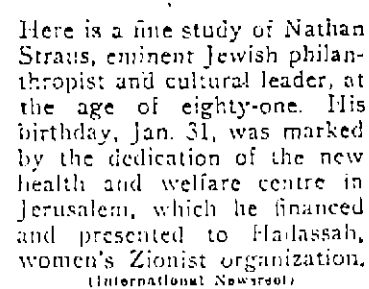 Here is a fine study of Nathan
Straus, eminent Jewish philan-
thropist and cultural leader, at
the age of eighty-one. His
birthday, Jan. 31, was marked
by the dedication of the new
health and welfare centre in
Jerusalem, which he financed
and presented to Hadassah,
women's Zionist organization.
(International Newsreel)